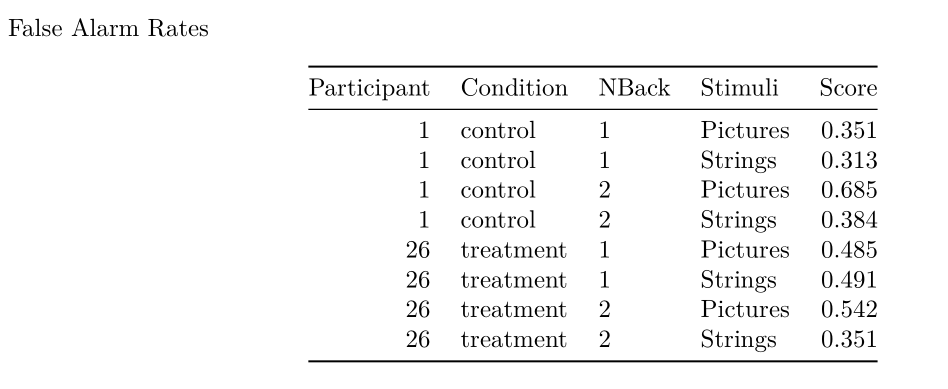 False Alarm Rates
Participant Condition NBack Stimuli Score
1 control 1 Pictures 0.351
1 control 1 Strings 0.313
1 control 2 Pictures 0.685
1 control 2 Strings 0.384
26 treatment 1 Pictures 0.485
26 treatment 1 Strings 0.491
26 treatment 2 Pictures 0.542
26 treatment 2 Strings 0.351